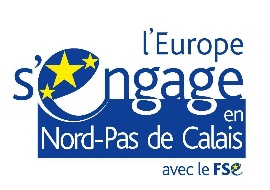 l'Europe
s'engage
en
Nord-Pas de Calais
avec le FSe